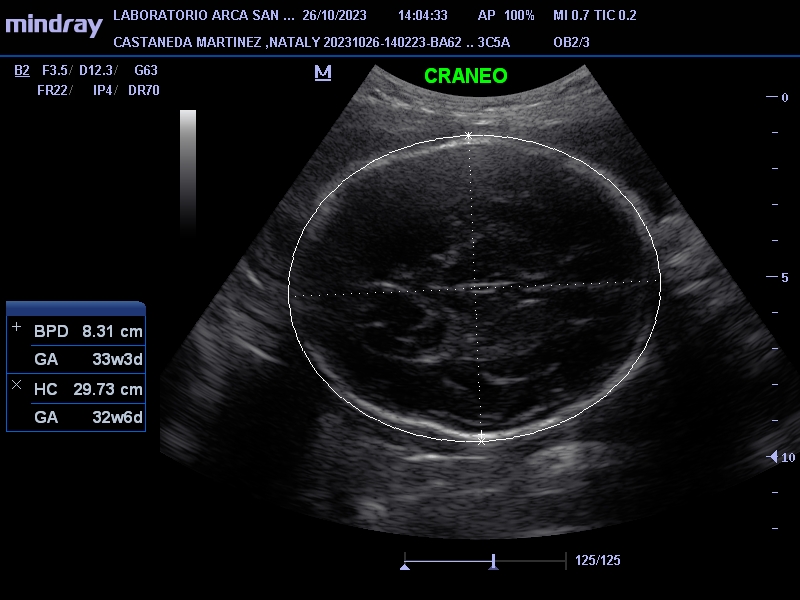 mindray
LABORATORIO ARCA SAN ... 26/10/2023 14:04:33 AP 100% MI 0.7 TIC 0.2
CASTANEDA MARTINEZ ,NATALY 20231026-140223-BA62 .. 3C5A OB2/3
B2 F3.5/ D12.3/ G63
FR22/ IP4/ DR70
M
CRANEO
0
5
10
+ BPD 8.31 cm
GA 33w3d
× HC 29.73 cm
GA 32w6d
125/125